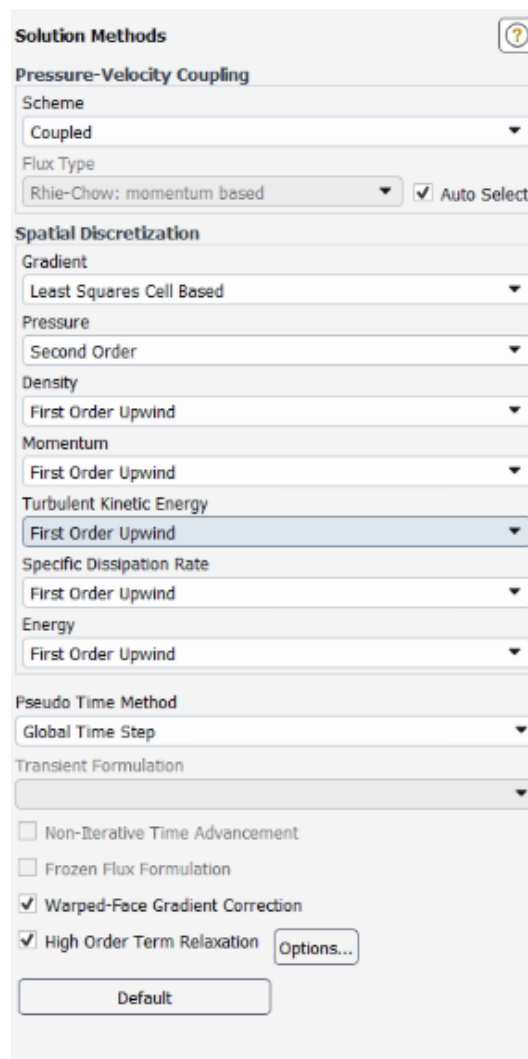 Solution Methods
?
Pressure-Velocity Coupling
Scheme
Coupled
Flux Type
Rhie-Chow: momentum based Auto Select
Spatial Discretization
Gradient
Least Squares Cell Based
Pressure
Second Order
Density
First Order Upwind
Momentum
First Order Upwind
Turbulent Kinetic Energy
First Order Upwind
Specific Dissipation Rate
First Order Upwind
Energy
First Order Upwind
Pseudo Time Method
Global Time Step
Transient Formulation
Non-Iterative Time Advancement
Frozen Flux Formulation
Warped-Face Gradient Correction
High Order Term Relaxation Options...
Default